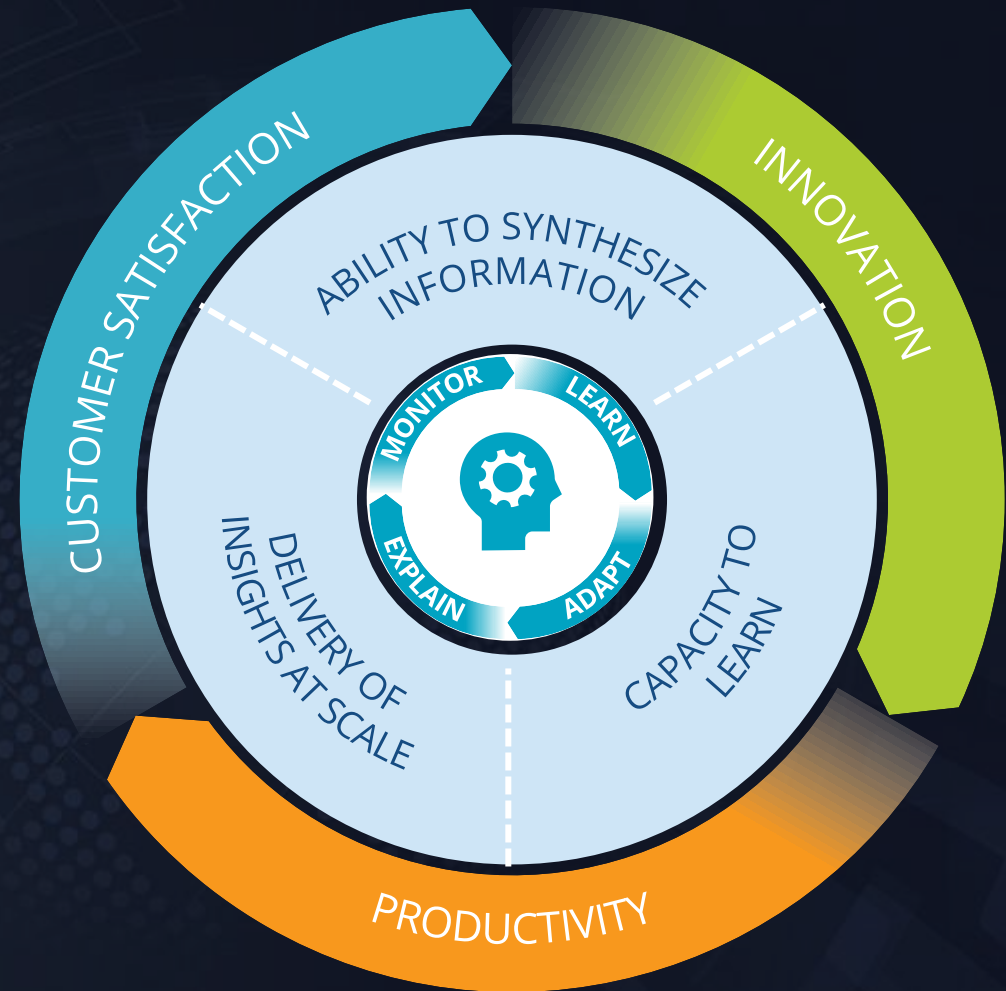 CUSTOMER SATISFACTION
INNOVATION
PRODUCTIVITY
ABILITY TO SYNTHESIZE
INFORMATION
CAPACITY TO
LEARN
DELIVERY OF
INSIGHTS AT SCALE
MONITOR
LEARN
ADAPT
EXPLAIN